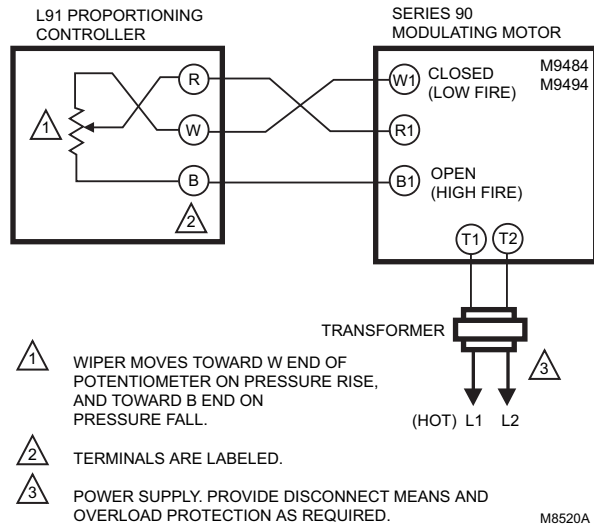 L91 PROPORTIONING
CONTROLLER
SERIES 90
MODULATING MOTOR
M9484
M9494
R
W
B
1
2
W1
CLOSED
(LOW FIRE)
R1
B1
OPEN
(HIGH FIRE)
T1
T2
TRANSFORMER
3
(HOT) L1 L2
1
WIPER MOVES TOWARD W END OF
POTENTIOMETER ON PRESSURE RISE,
AND TOWARD B END ON
PRESSURE FALL.
2
TERMINALS ARE LABELED.
3
POWER SUPPLY. PROVIDE DISCONNECT MEANS AND
OVERLOAD PROTECTION AS REQUIRED.
M8520A